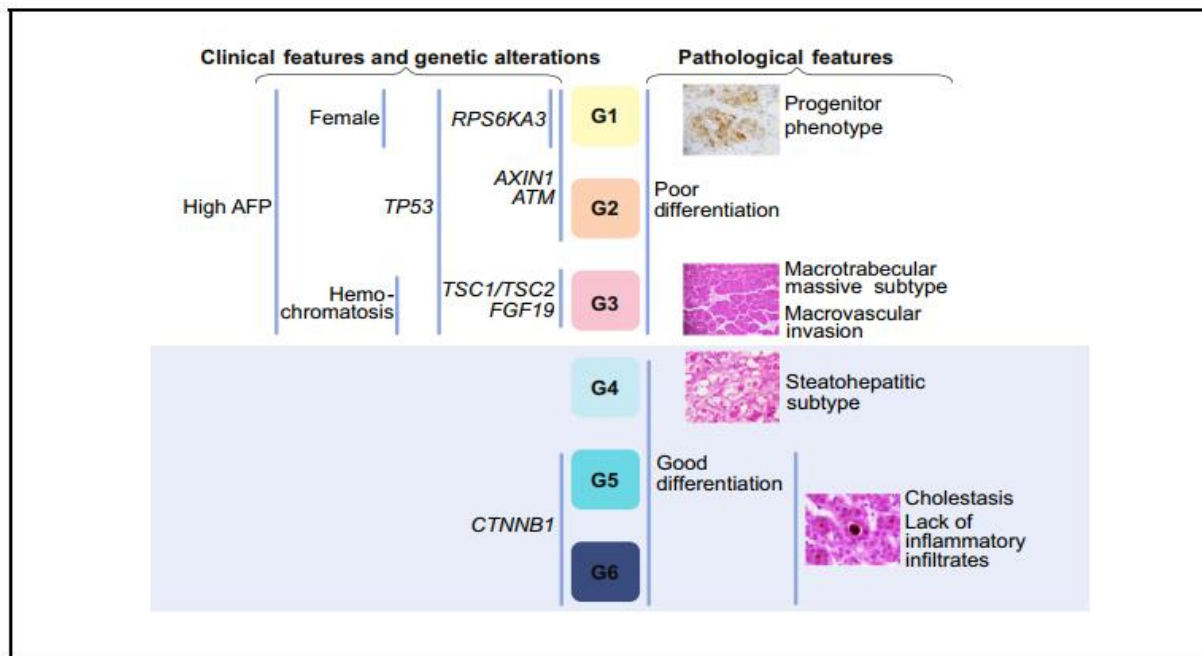 Clinical features and genetic alterations
Pathological features
Female
RPS6KA3
G1
Progenitor
phenotype
High AFP
TP53
AXIN1
ATM
G2
Poor
differentiation
Hemo-
chromatosis
TSC1/TSC2
FGF19
G3
Macrotrabecular
massive subtype
Macrovascular
invasion
G4
Steatohepatitic
subtype
G5
Good
differentiation
CTNNB1
G6
Cholestasis
Lack of
inflammatory
infiltrates